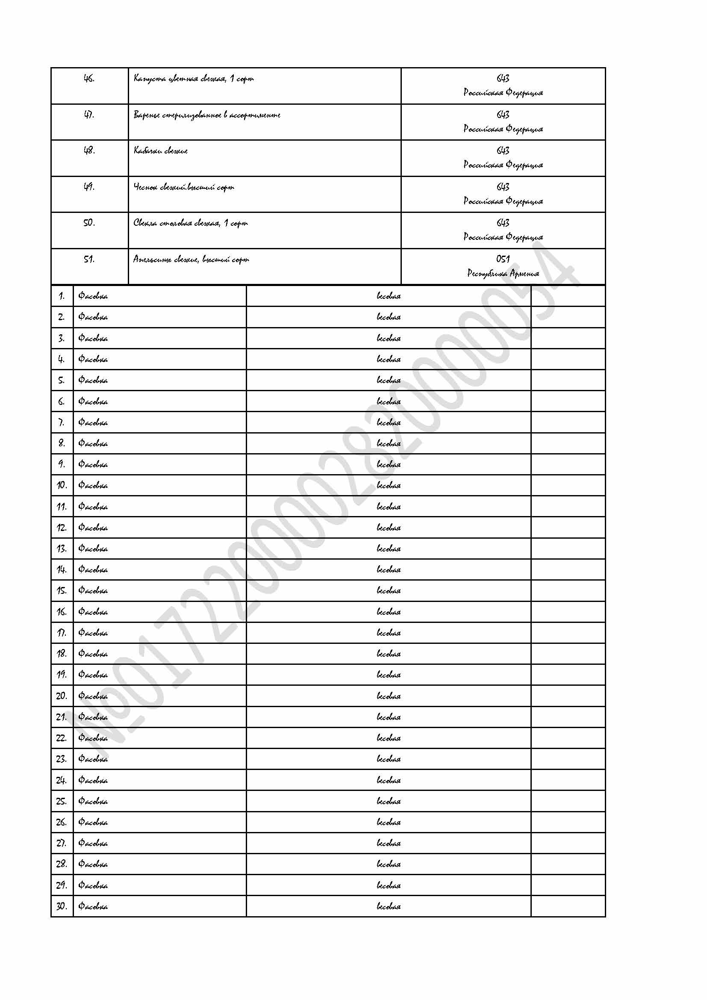 46. Капуста цветная свежая, 1 сорт 643
Российская Федерация
47. Варенье стерилизованное в ассортименте 643
Российская Федерация
48. Кабачки свежие 643
Российская Федерация
49. Чеснок свежий.высший сорт 643
Российская Федерация
50. Свекла столовая свежая, 1 сорт 643
Российская Федерация
51. Апельсины свежие, высший сорт 051
Республика Армения
1. Фасовка весовая
2. Фасовка весовая
3. Фасовка весовая
4. Фасовка весовая
5. Фасовка весовая
6. Фасовка весовая
7. Фасовка весовая
8. Фасовка весовая
9. Фасовка весовая
10. Фасовка весовая
11. Фасовка весовая
12. Фасовка весовая
13. Фасовка весовая
14. Фасовка весовая
15. Фасовка весовая
16. Фасовка весовая
17. Фасовка весовая
18. Фасовка весовая
19. Фасовка весовая
20. Фасовка весовая
21. Фасовка весовая
22. Фасовка весовая
23. Фасовка весовая
24. Фасовка весовая
25. Фасовка весовая
26. Фасовка весовая
27. Фасовка весовая
28. Фасовка весовая
29. Фасовка весовая
30. Фасовка весовая
№017220000282000054